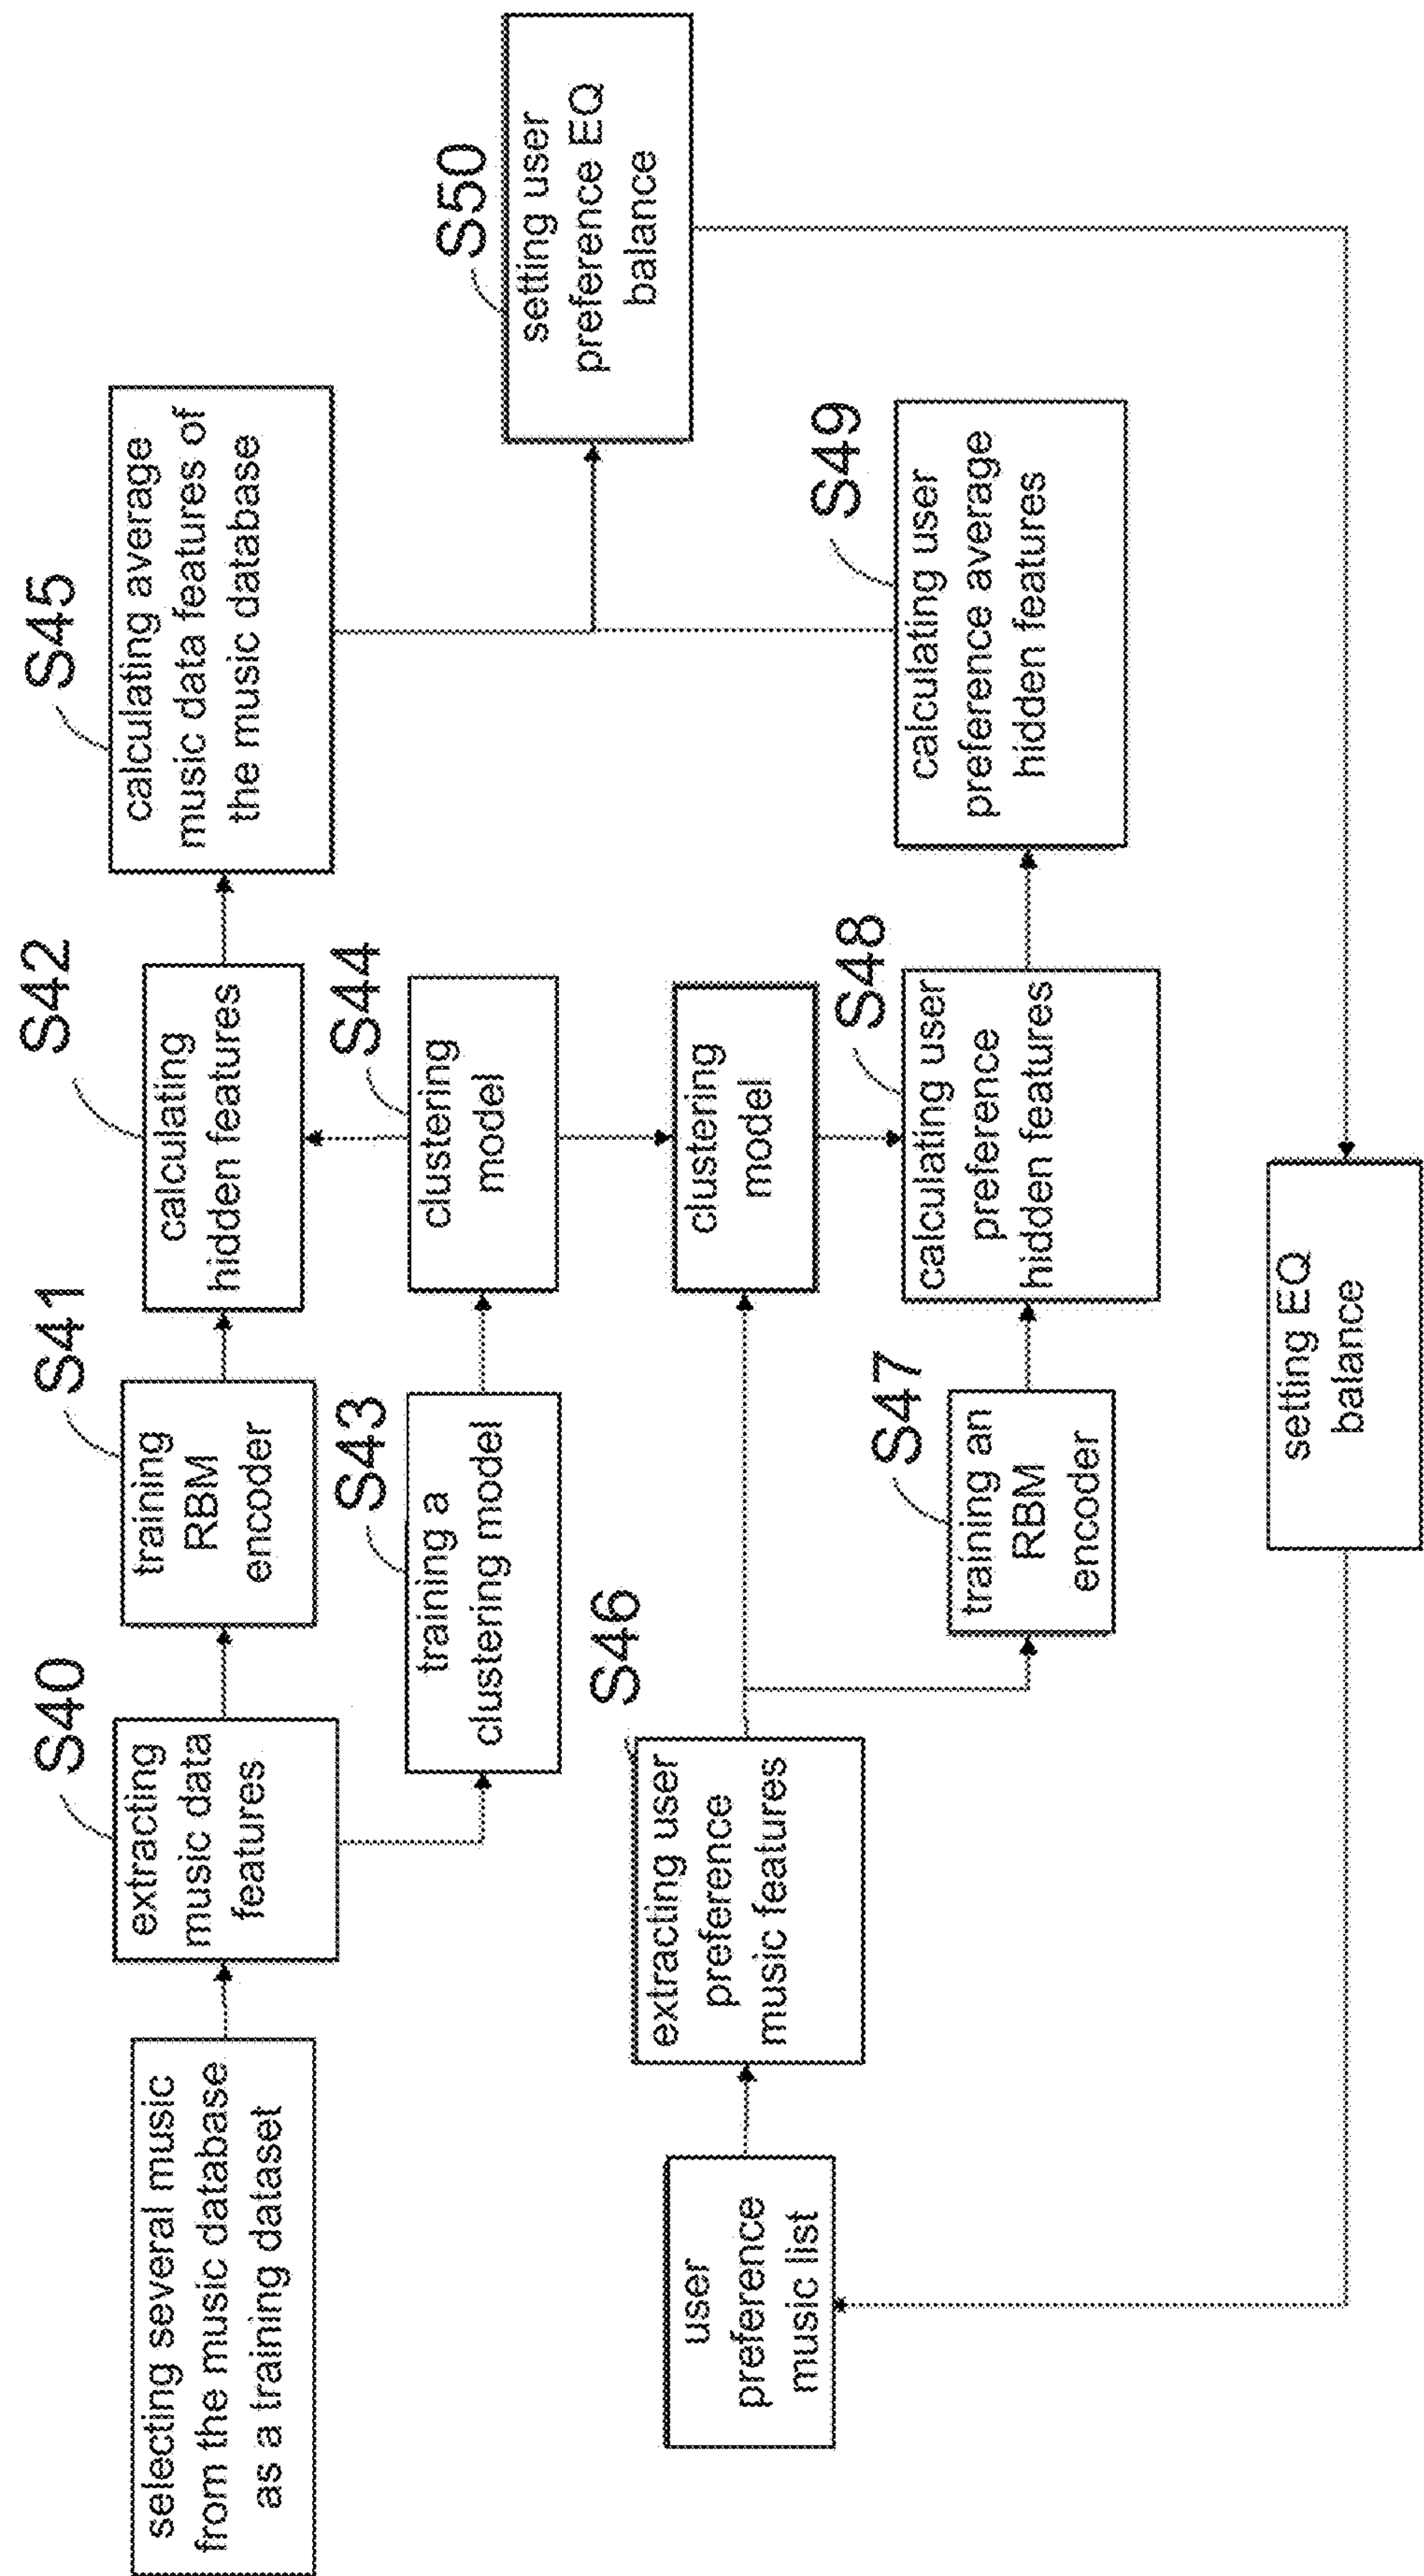 selecting several music
from the music database
as a training dataset
S40
extracting
music data
features
S41
training
RBM
encoder
S42
calculating
hidden features
S45
calculating average
music data features of
the music database
S43
training a
clustering model
S44
clustering
model
S50
setting user
preference EQ
balance
user
preference
music list
S46
extracting user
preference
music features
clustering
model
S47
training an
RBM
encoder
S48
calculating user
preference
hidden features
S49
calculating user
preference average
hidden features
setting EQ
balance